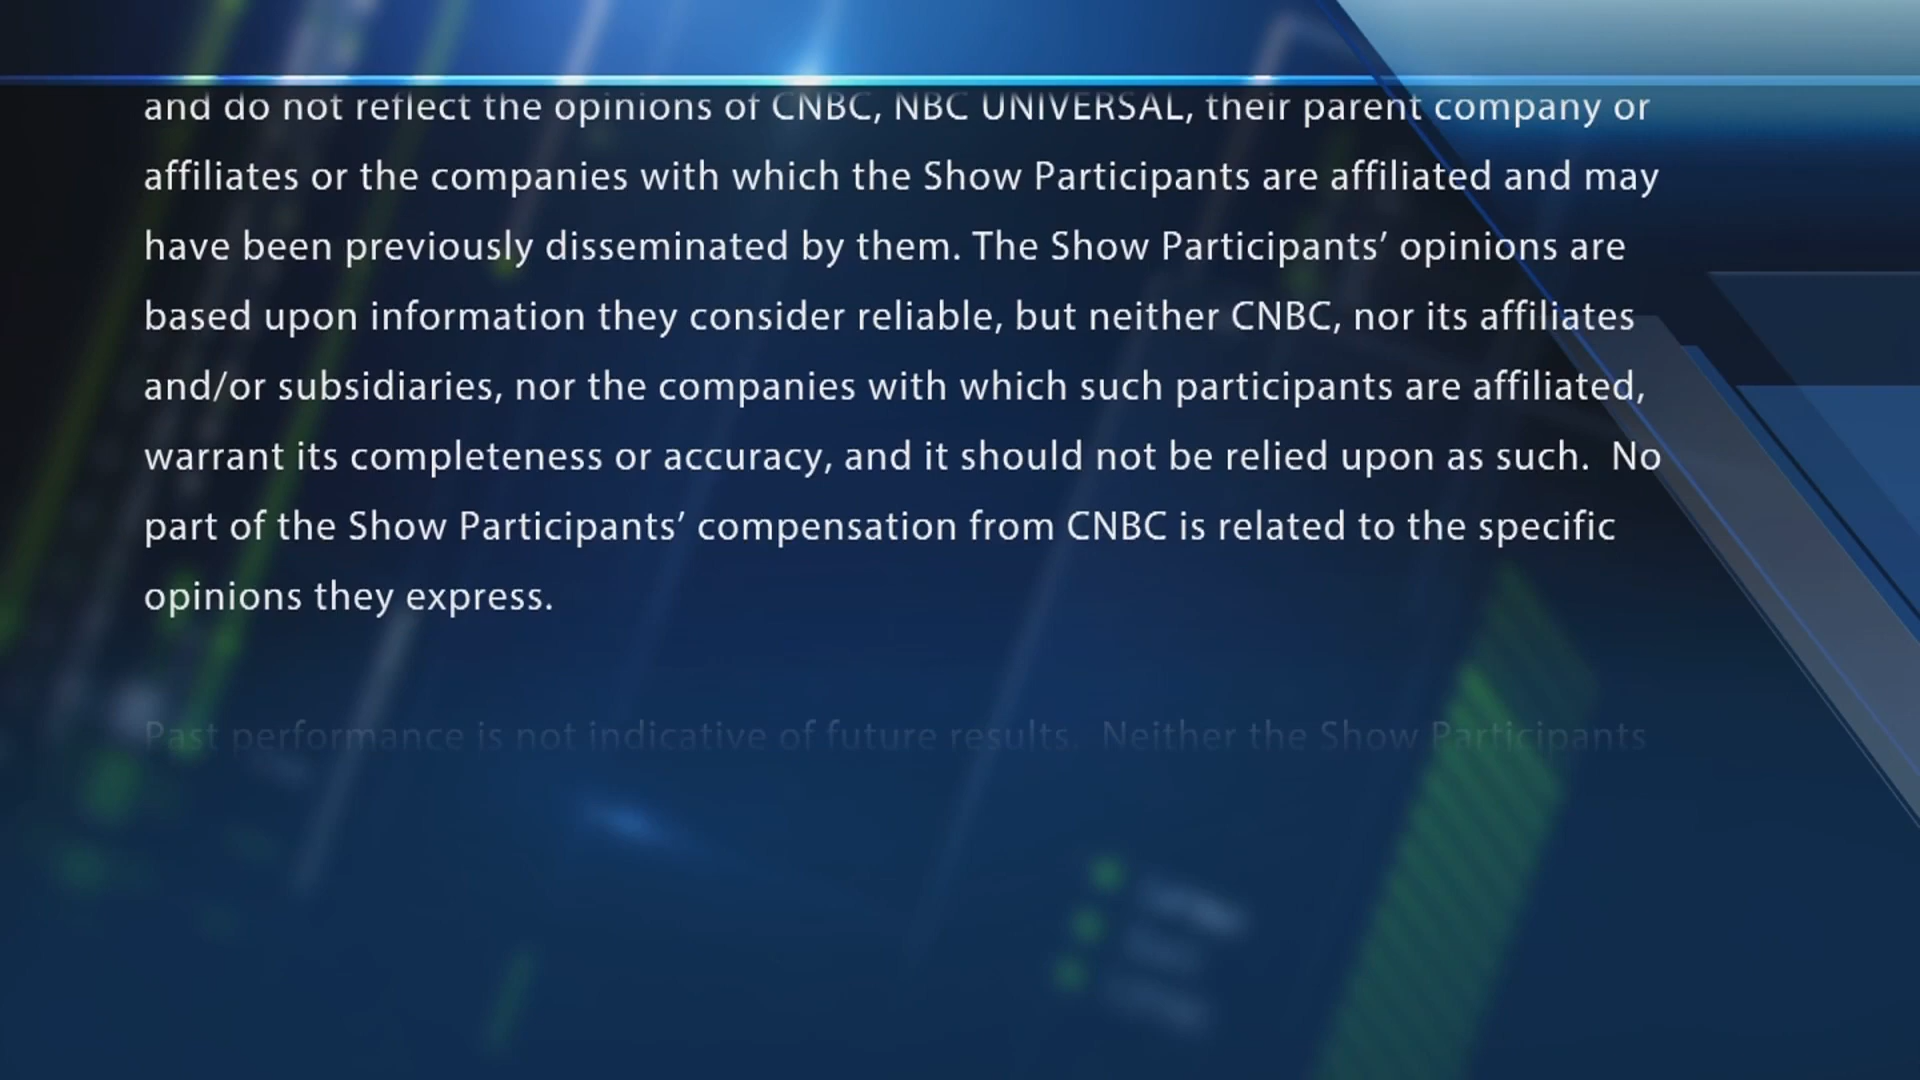 and do not reflect the opinions of CNBC, NBC UNIVERSAL, their parent company or
affiliates or the companies with which the Show Participants are affiliated and may
have been previously disseminated by them. The Show Participants’ opinions are
based upon information they consider reliable, but neither CNBC, nor its affiliates
and/or subsidiaries, nor the companies with which such participants are affiliated,
warrant its completeness or accuracy, and it should not be relied upon as such.  No
part of the Show Participants’ compensation from CNBC is related to the specific
opinions they express.
Past performance is not indicative of future results.  Neither the Show Participants